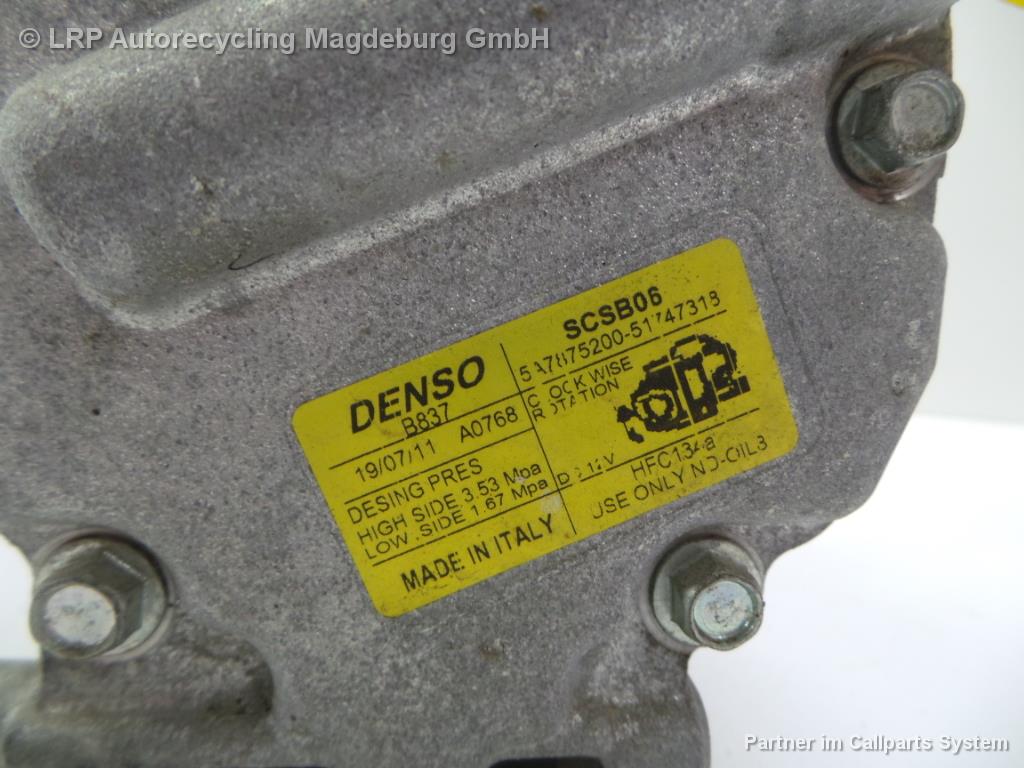 © LRP Autorecycling Magdeburg GmbH
DENSO
B837
19/07/11 A0768
DESING PRES
HIGH SIDE 3.53 Mpa
LOW .SIDE 1.67 Mpa
MADE IN ITALY
SCSB06
5A7875200-51747318
CLOCKWISE
ROTATION
HFC134a
USE ONLY ND-OIL8
Partner im Callparts System